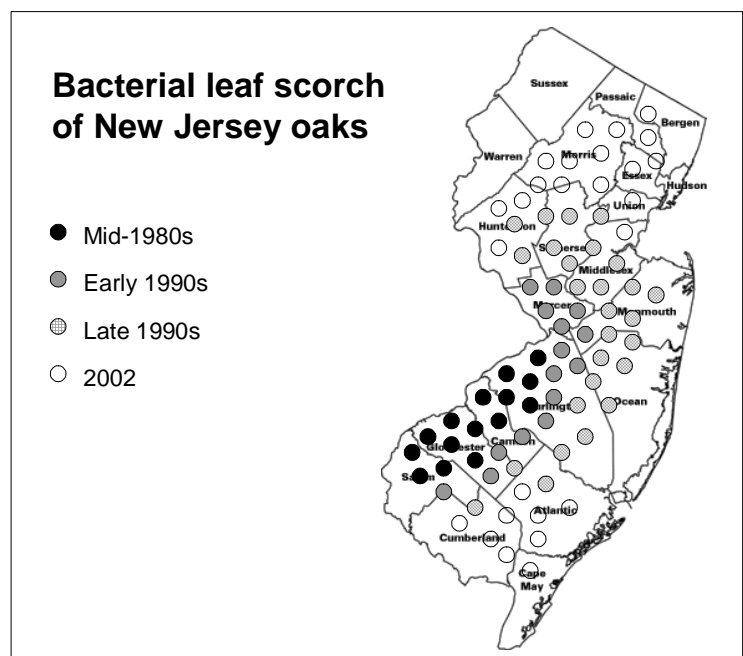 Bacterial leaf scorch
of New Jersey oaks
Mid-1980s
Early 1990s
Late 1990s
2002
Sussex
Passaic
Bergen
Warren
Morris
Essex
Hudson
Union
Hunterdon
Somerset
Middlesex
Mercer
Monmouth
Ocean
Burlington
Camden
Gloucester
Salem
Atlantic
Cumberland
Cape
May